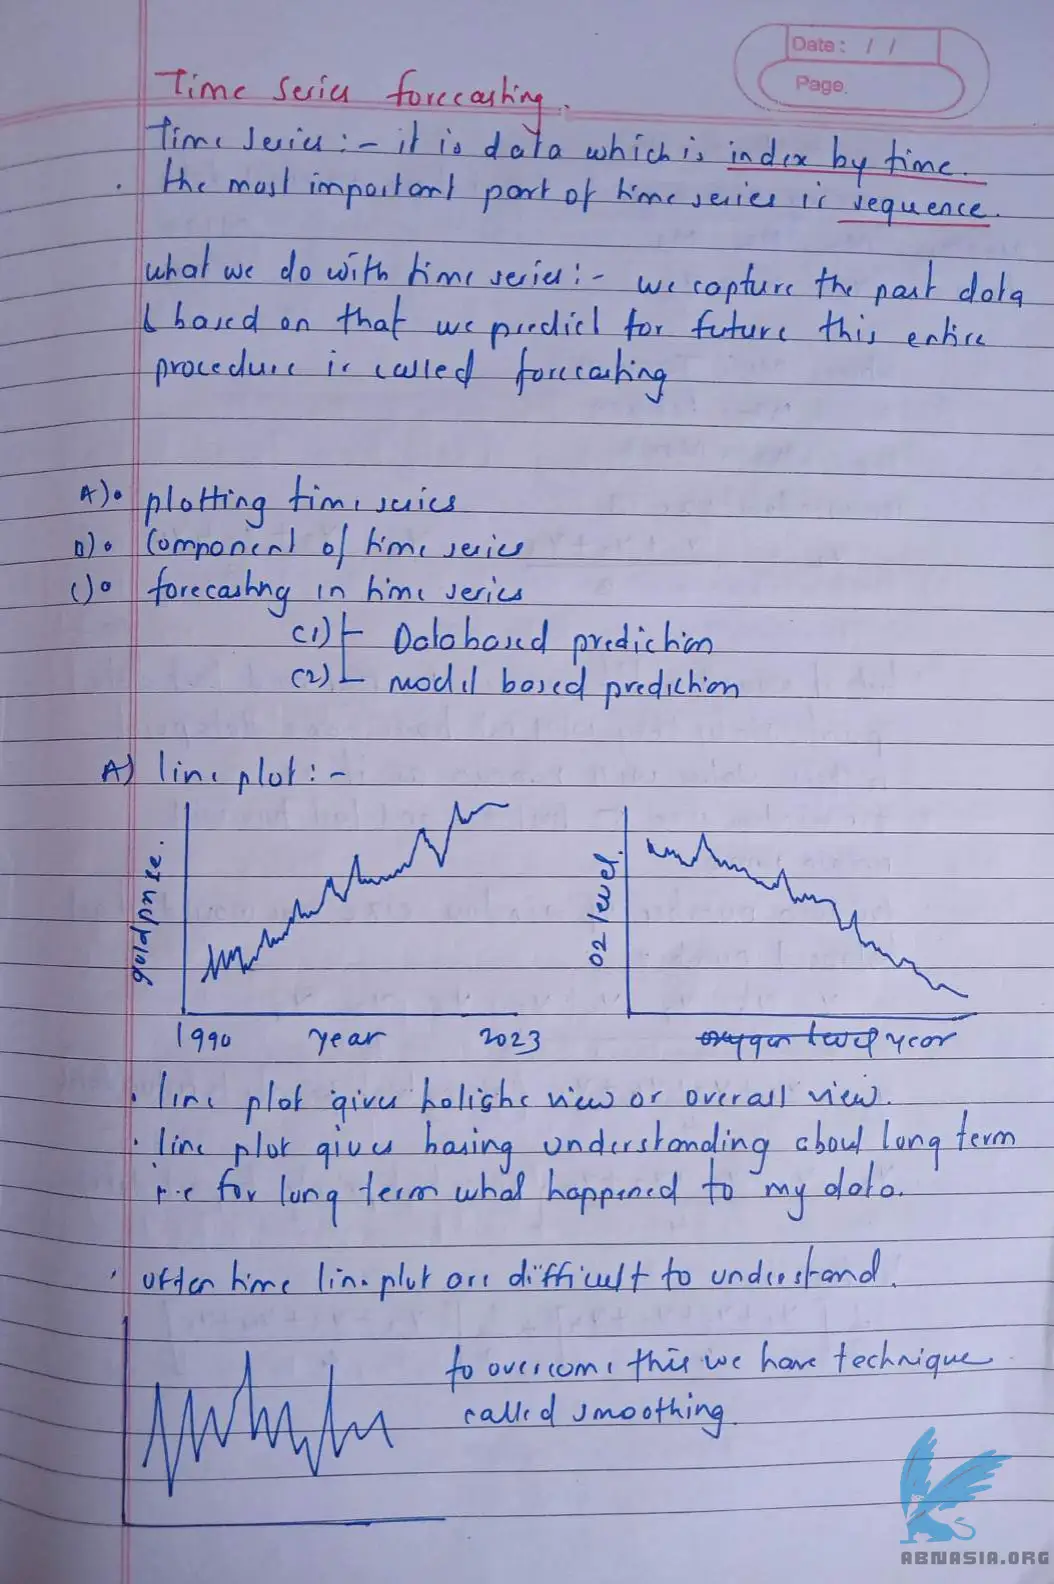 Date: / /
Page.
Time series forecasting.
Time series:- it is data which is index by time.
. the most important part of time series is sequence.
what we do with time series:- we capture the past data
& based on that we predict for future this entire
procedure is called forecasting
A)• plotting time series
B)• Component of time series
C)• forecasting in time series
(C1) Data based prediction
(C2) model based prediction
A) line plot:-
gold price.
1990 year 2023
O2 level.
oxygen level year
. line plot gives holistic view or overall view.
. line plot gives basing understanding about long term
i.e for long term what happened to my data.
. often time line plot are difficult to understand.
to overcome this we have technique
called smoothing.
ABNASIA.ORG